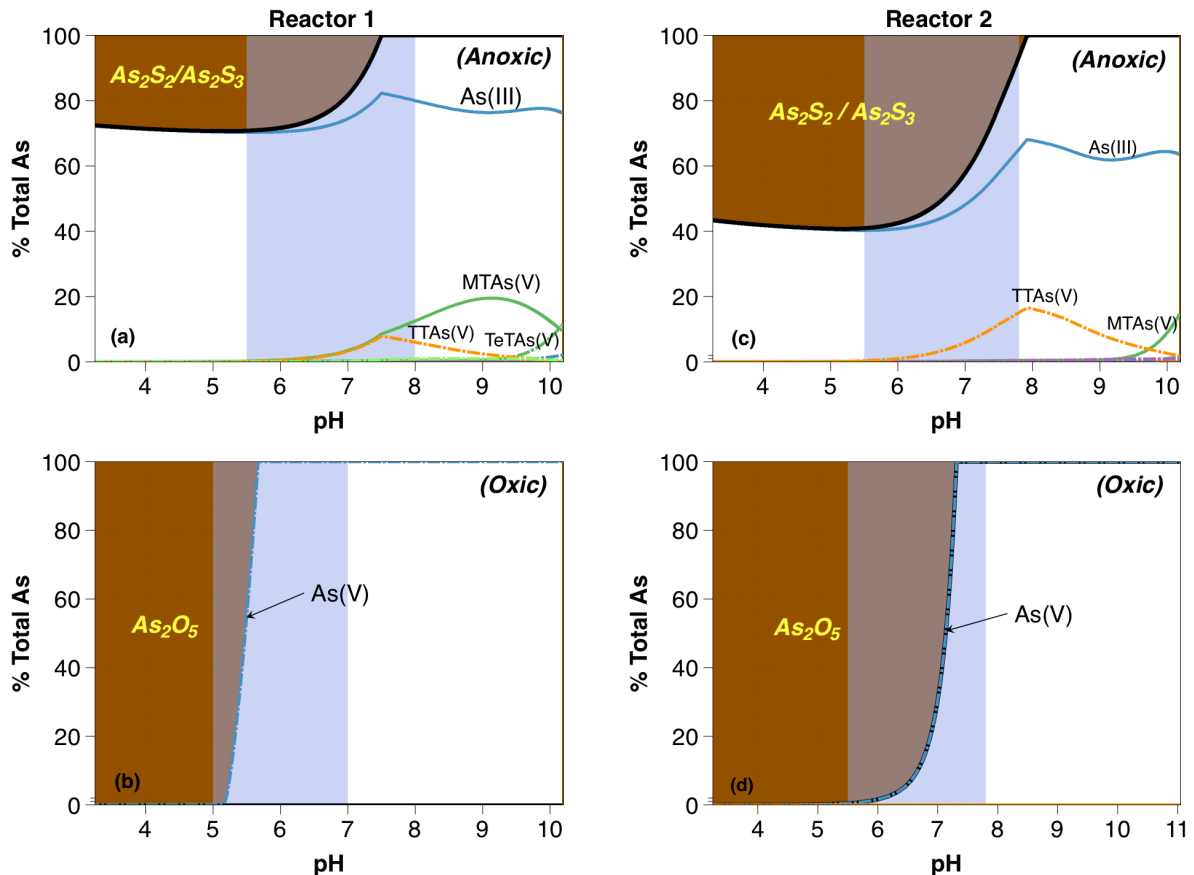 Reactor 1
Reactor 2
100
80
60
40
20
0
% Total As
As₂S₂/As₂S₃
(Anoxic)
As(III)
MTAs(V)
TTAs(V)
TeTAs(V)
(a)
4 5 6 7 8 9 10
pH
100
80
60
40
20
0
% Total As
As₂S₂ / As₂S₃
(Anoxic)
As(III)
TTAs(V)
MTAs(V)
(c)
4 5 6 7 8 9 10
pH
100
80
60
40
20
0
% Total As
(Oxic)
As(V)
As₂O₅
(b)
4 5 6 7 8 9 10
pH
100
80
60
40
20
0
% Total As
(Oxic)
As(V)
As₂O₅
(d)
4 5 6 7 8 9 10 11
pH